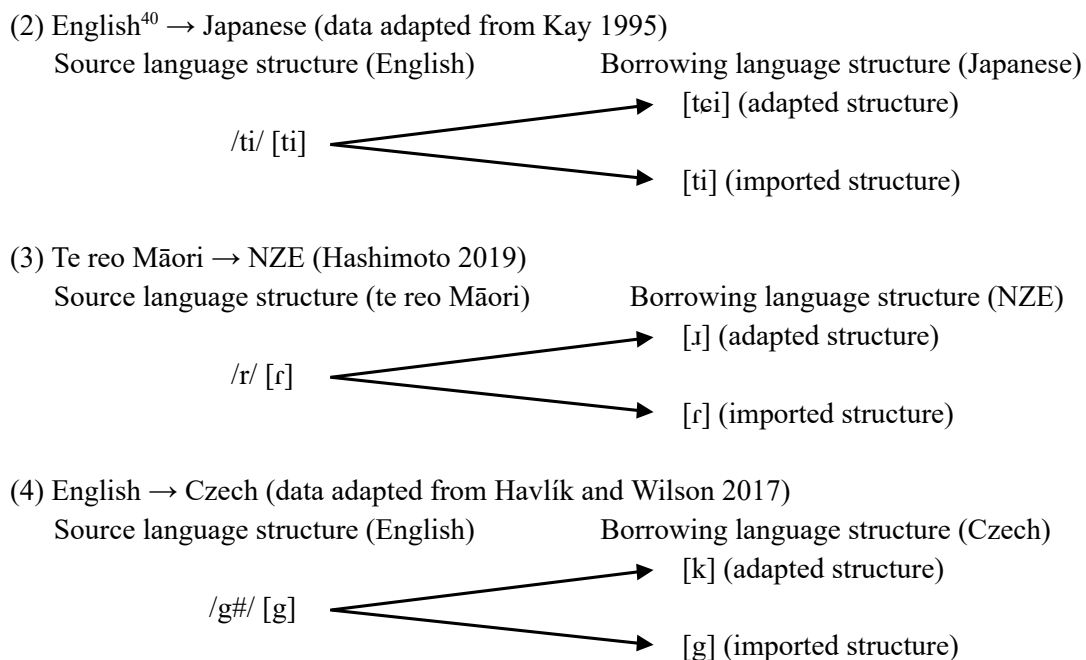 (2) English⁴⁰ → Japanese (data adapted from Kay 1995)
Source language structure (English) Borrowing language structure (Japanese)
[tɕi] (adapted structure)
/ti/ [ti]
[ti] (imported structure)
(3) Te reo Māori → NZE (Hashimoto 2019)
Source language structure (te reo Māori) Borrowing language structure (NZE)
[ɹ] (adapted structure)
/r/ [ɾ]
[ɾ] (imported structure)
(4) English → Czech (data adapted from Havlík and Wilson 2017)
Source language structure (English) Borrowing language structure (Czech)
[k] (adapted structure)
/g#/ [g]
[g] (imported structure)